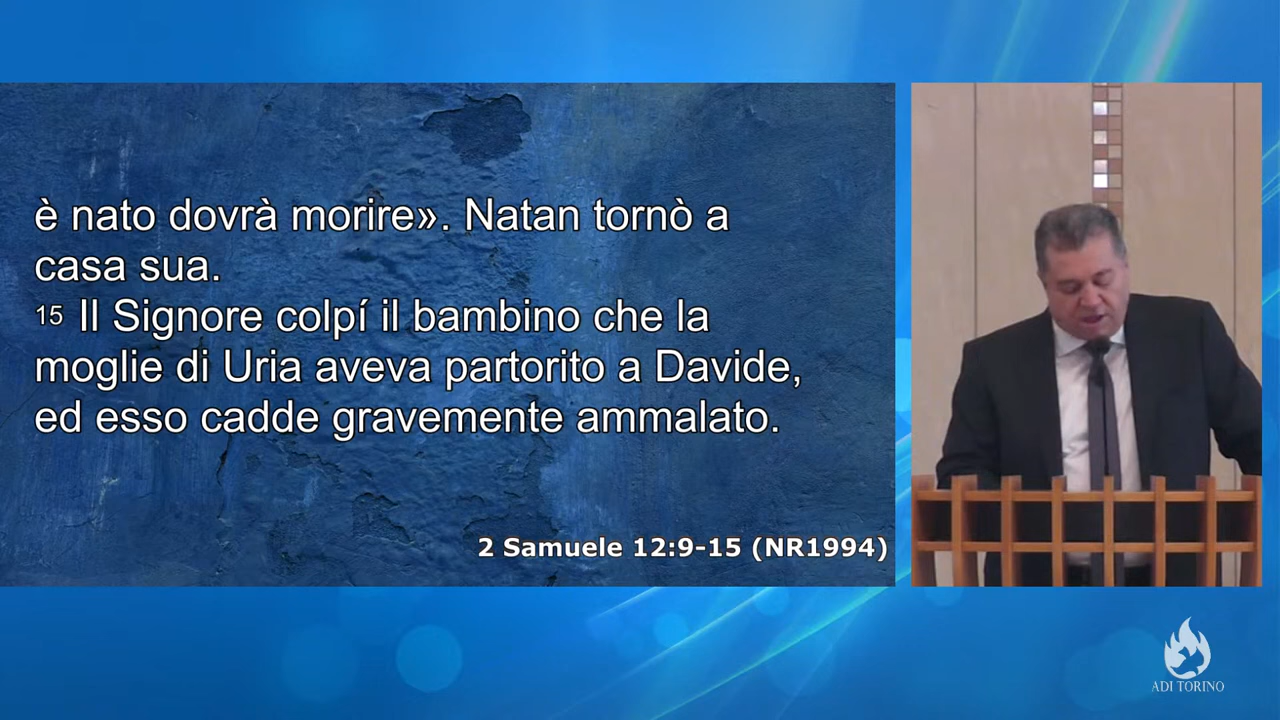 è nato dovrà morire». Natan tornò a
casa sua.
15 Il Signore colpí il bambino che la
moglie di Uria aveva partorito a Davide,
ed esso cadde gravemente ammalato.
2 Samuele 12:9-15 (NR1994)
ADI TORINO